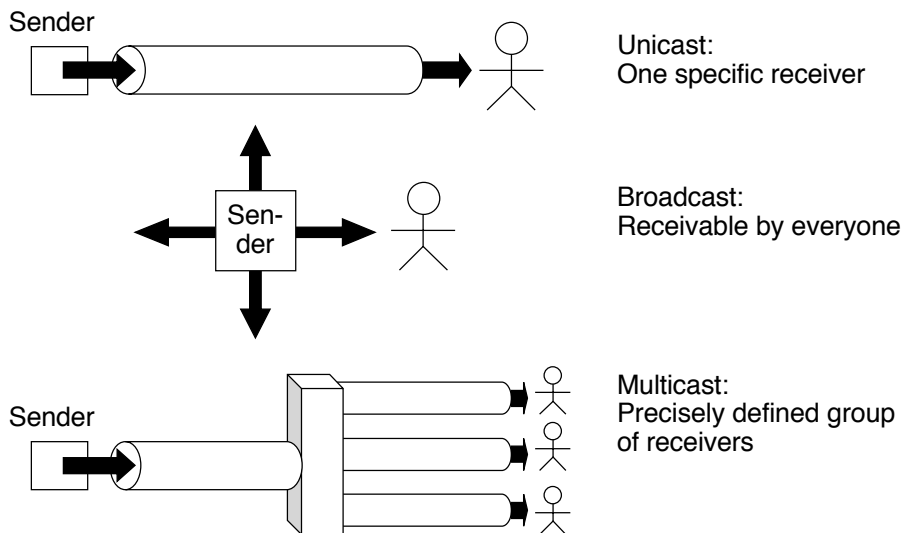 Sender
Unicast:
One specific receiver
Sen-
der
Broadcast:
Receivable by everyone
Sender
Multicast:
Precisely defined group
of receivers